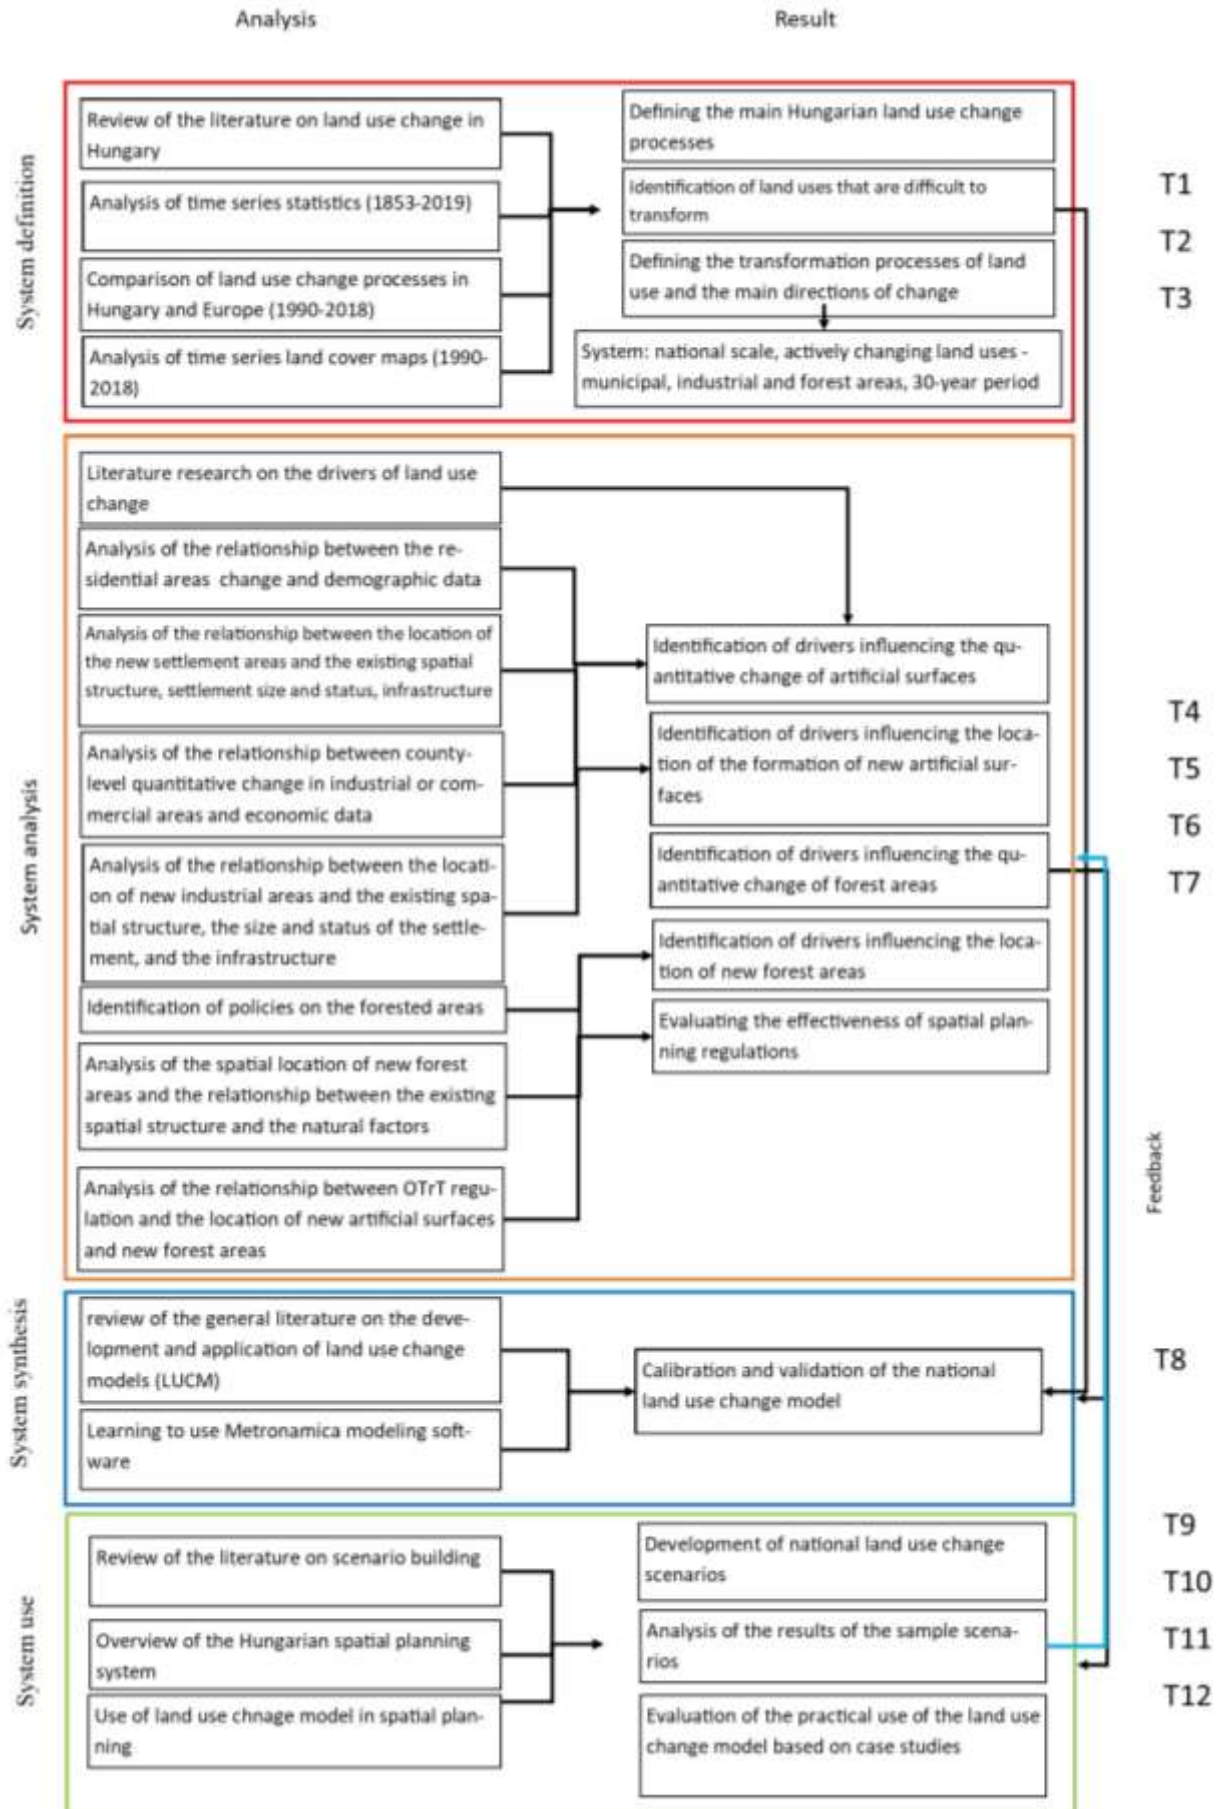 Analysis
Result
System definition
Review of the literature on land use change in
Hungary
Analysis of time series statistics (1853-2019)
Comparison of land use change processes in
Hungary and Europe (1990-2018)
Analysis of time series land cover maps (1990-
2018)
Defining the main Hungarian land use change
processes
Identification of land uses that are difficult to
transform
Defining the transformation processes of land
use and the main directions of change
System: national scale, actively changing land uses -
municipal, industrial and forest areas, 30-year period
T1
T2
T3
System analysis
Literature research on the drivers of land use
change
Analysis of the relationship between the re-
sidential areas change and demographic data
Analysis of the relationship between the location of
the new settlement areas and the existing spatial
structure, settlement size and status, infrastructure
Analysis of the relationship between county-
level quantitative change in industrial or com-
mercial areas and economic data
Analysis of the relationship between the locati-
on of new industrial areas and the existing spa-
tial structure, the size and status of the settle-
ment, and the infrastructure
Identification of policies on the forested areas
Analysis of the spatial location of new forest
areas and the relationship between the existing
spatial structure and the natural factors
Analysis of the relationship between OTrT regu-
lation and the location of new artificial surfaces
and new forest areas
Identification of drivers influencing the qu-
antitative change of artificial surfaces
Identification of drivers influencing the loca-
tion of the formation of new artificial sur-
faces
Identification of drivers influencing the qu-
antitative change of forest areas
Identification of drivers influencing the loca-
tion of new forest areas
Evaluating the effectiveness of spatial plan-
ning regulations
T4
T5
T6
T7
Feedback
System synthesis
review of the general literature on the deve-
lopment and application of land use change
models (LUCM)
Learning to use Metronamica modeling soft-
ware
Calibration and validation of the national
land use change model
T8
System use
Review of the literature on scenario building
Overview of the Hungarian spatial planning
system
Use of land use chnage model in spatial plan-
ning
Development of national land use change
scenarios
Analysis of the results of the sample scena-
rios
Evaluation of the practical use of the land use
change model based on case studies
T9
T10
T11
T12